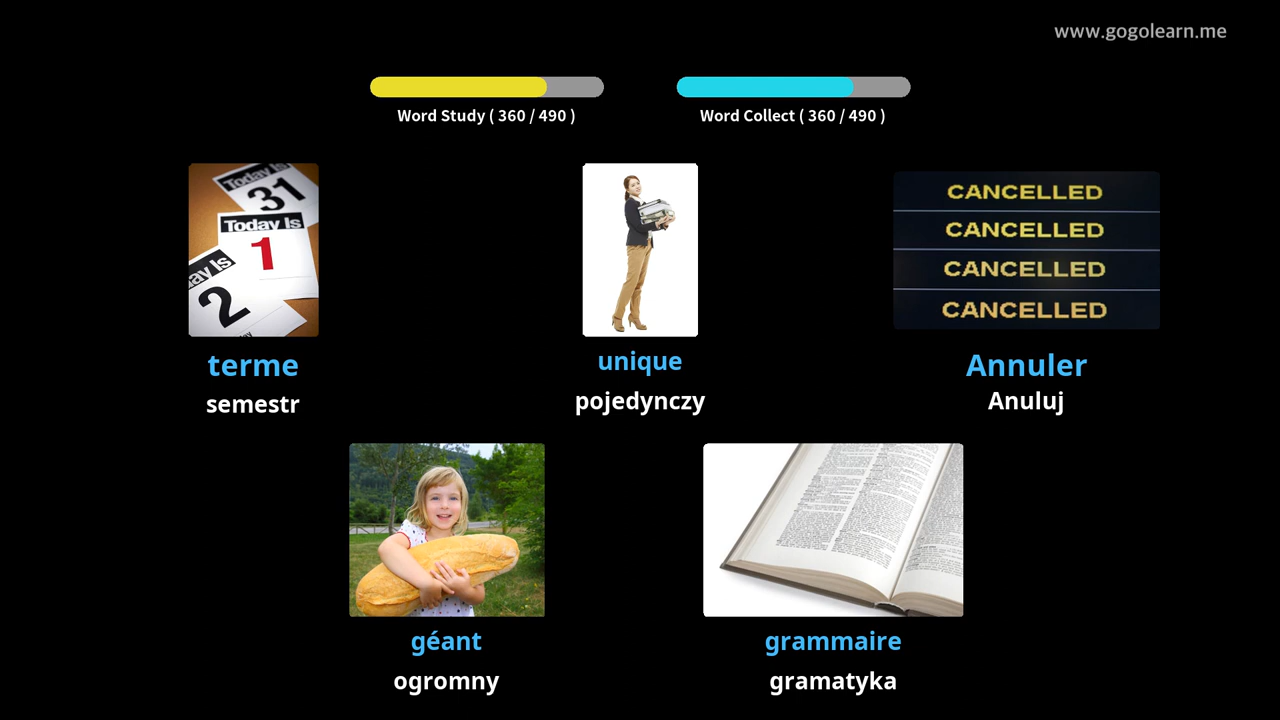 www.gogolearn.me
Word Study ( 360 / 490 )
Word Collect ( 360 / 490 )
Today Is
31
Today Is
1
ay Is
2
CANCELLED
CANCELLED
CANCELLED
CANCELLED
terme
semestr
unique
pojedynczy
Annuler
Anuluj
géant
ogromny
grammaire
gramatyka